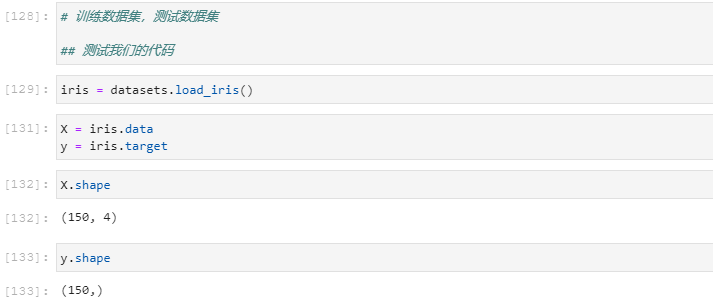 [128]: # 训练数据集，测试数据集
## 测试我们的代码
[129]: iris = datasets.load_iris()
[131]: X = iris.data
y = iris.target
[132]: X.shape
[132]: (150, 4)
[133]: y.shape
[133]: (150,)